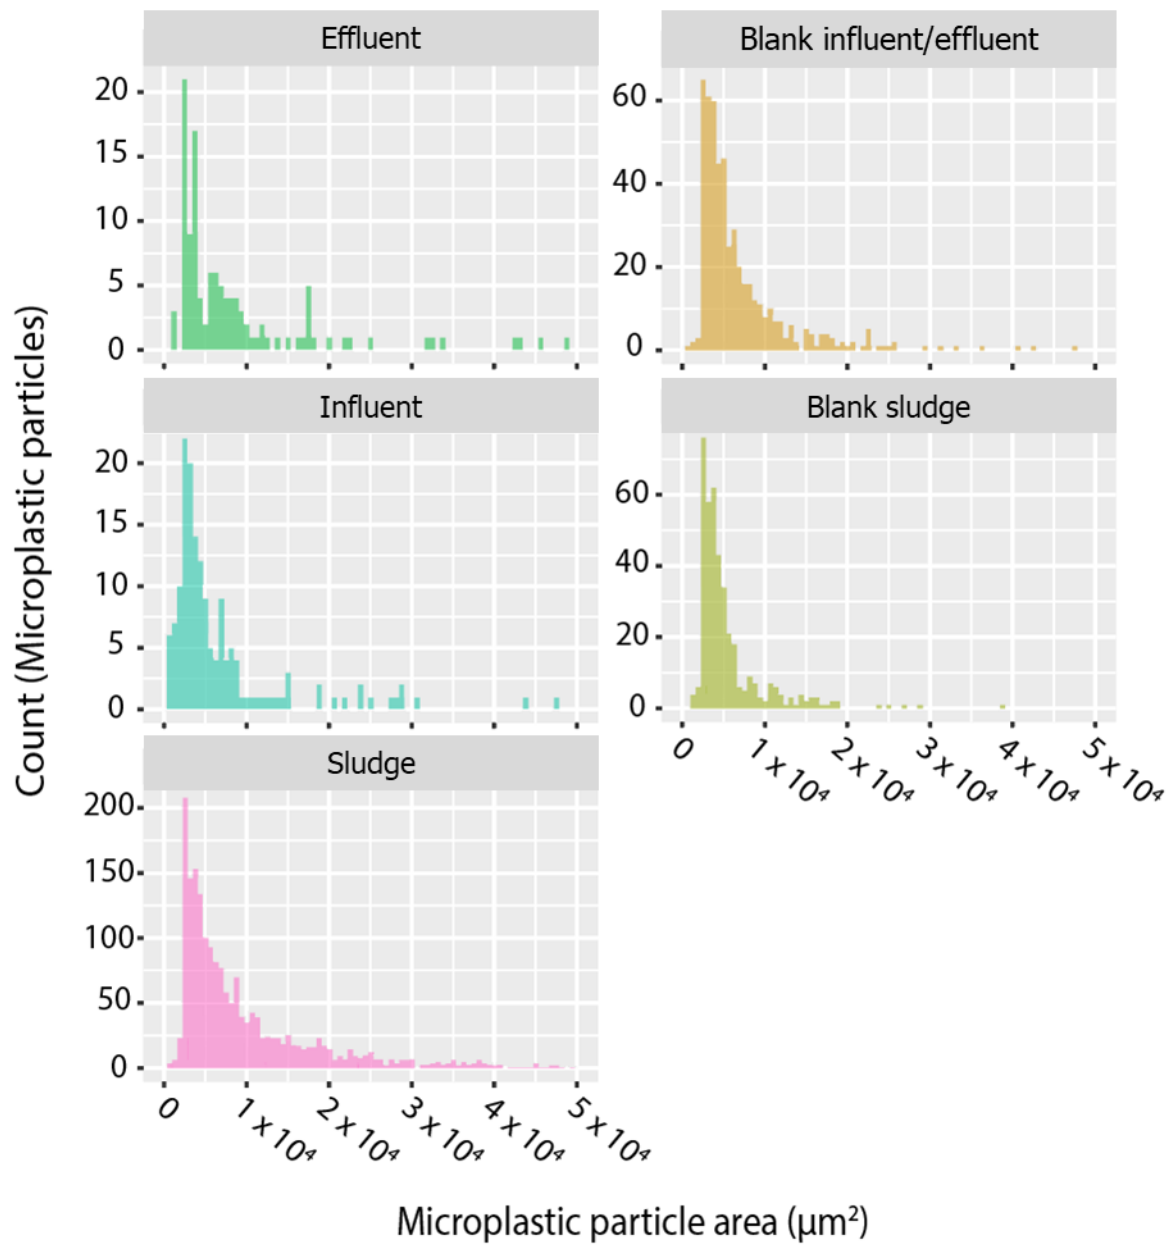 Effluent
20
15
10
5
0
Blank influent/effluent
60
40
20
0
Influent
20
15
10
5
0
Blank sludge
60
40
20
0
0
1 x 10⁴
2 x 10⁴
3 x 10⁴
4 x 10⁴
5 x 10⁴
Sludge
200
150
100
50
0
0
1 x 10⁴
2 x 10⁴
3 x 10⁴
4 x 10⁴
5 x 10⁴
Count (Microplastic particles)
Microplastic particle area (µm²)